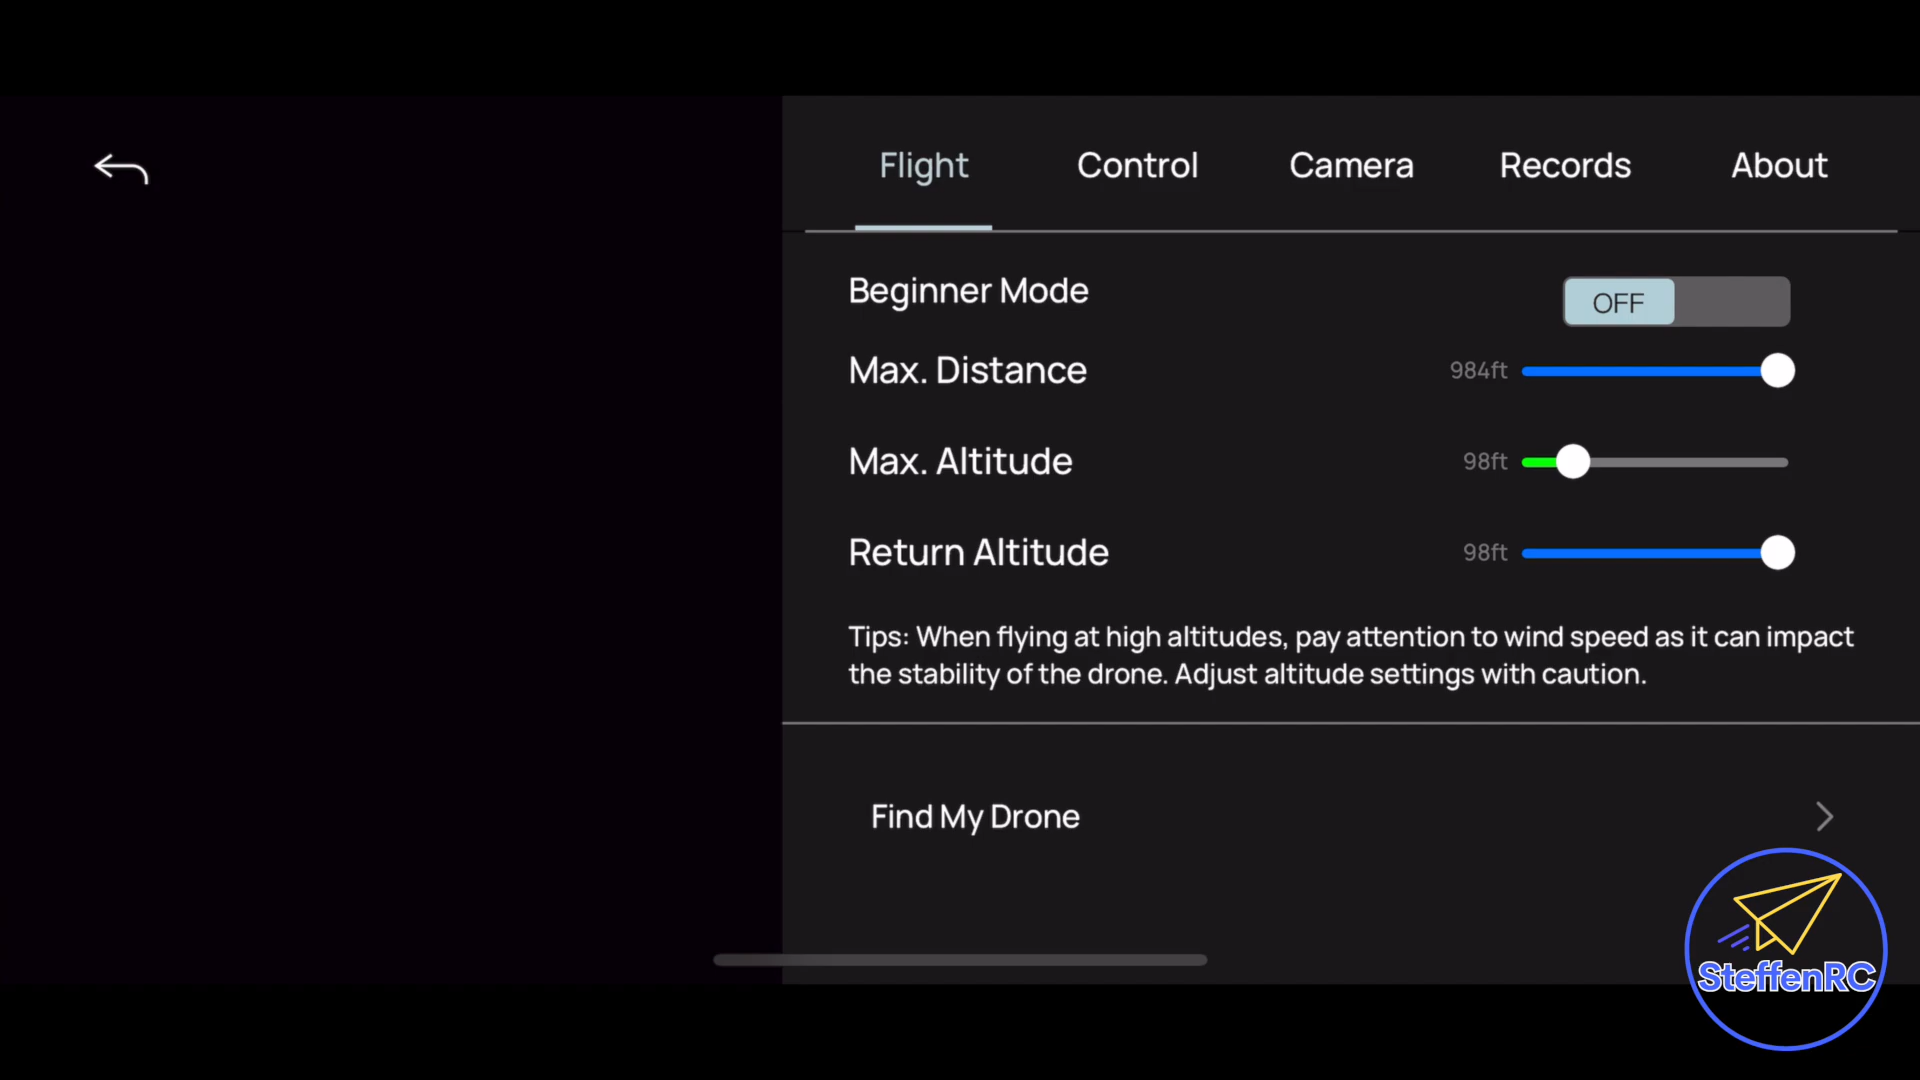 Flight Control Camera Records About
Beginner Mode OFF
Max. Distance 984ft
Max. Altitude 98ft
Return Altitude 98ft
Tips: When flying at high altitudes, pay attention to wind speed as it can impact
the stability of the drone. Adjust altitude settings with caution.
Find My Drone
SteffenRC